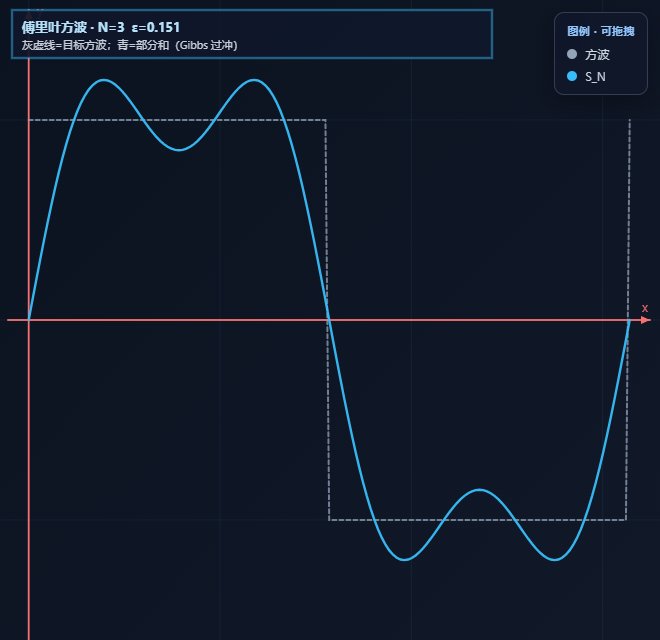 傅里叶方波 · N=3 ε=0.151
灰虚线=目标方波；青=部分和（Gibbs 过冲）
图例 · 可拖拽
方波
S_N
x